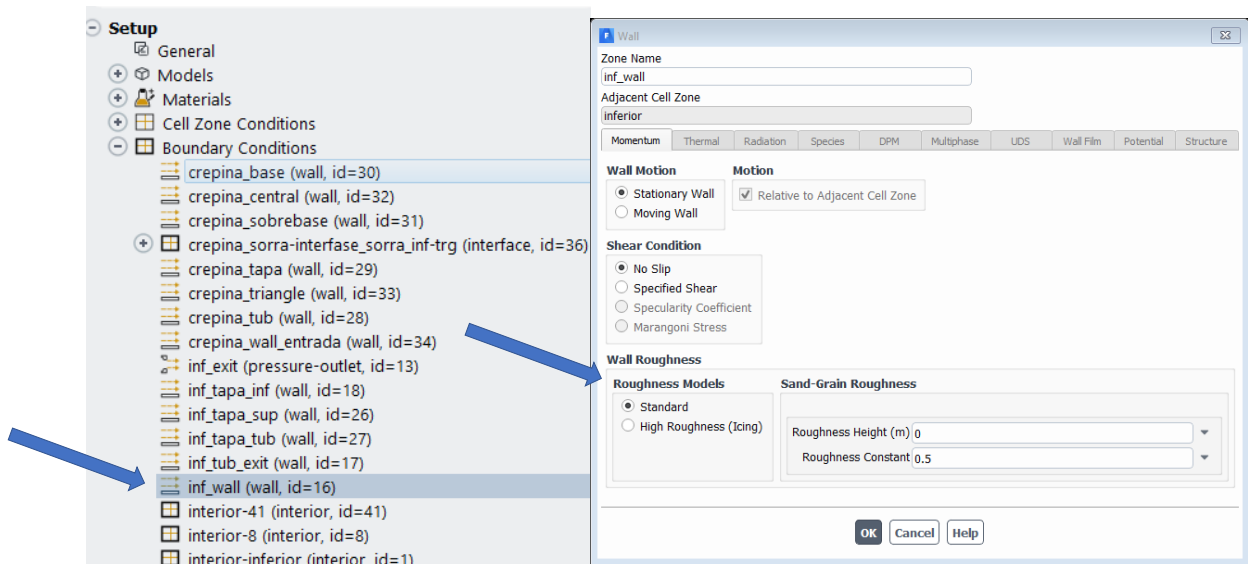 Setup
General
Models
Materials
Cell Zone Conditions
Boundary Conditions
crepina_base (wall, id=30)
crepina_central (wall, id=32)
crepina_sobrebase (wall, id=31)
crepina_sorra-interfase_sorra_inf-trg (interface, id=36)
crepina_tapa (wall, id=29)
crepina_triangle (wall, id=33)
crepina_tub (wall, id=28)
crepina_wall_entrada (wall, id=34)
inf_exit (pressure-outlet, id=13)
inf_tapa_inf (wall, id=18)
inf_tapa_sup (wall, id=26)
inf_tapa_tub (wall, id=27)
inf_tub_exit (wall, id=17)
inf_wall (wall, id=16)
interior-41 (interior, id=41)
interior-8 (interior, id=8)
interior-inferior (interior, id=1)
Wall
Zone Name
inf_wall
Adjacent Cell Zone
inferior
Momentum Thermal Radiation Species DPM Multiphase UDS Wall Film Potential Structure
Wall Motion Motion
Stationary Wall Relative to Adjacent Cell Zone
Moving Wall
Shear Condition
No Slip
Specified Shear
Specularity Coefficient
Marangoni Stress
Wall Roughness
Roughness Models Sand-Grain Roughness
Standard
High Roughness (Icing)
Roughness Height (m) 0
Roughness Constant 0.5
OK Cancel Help